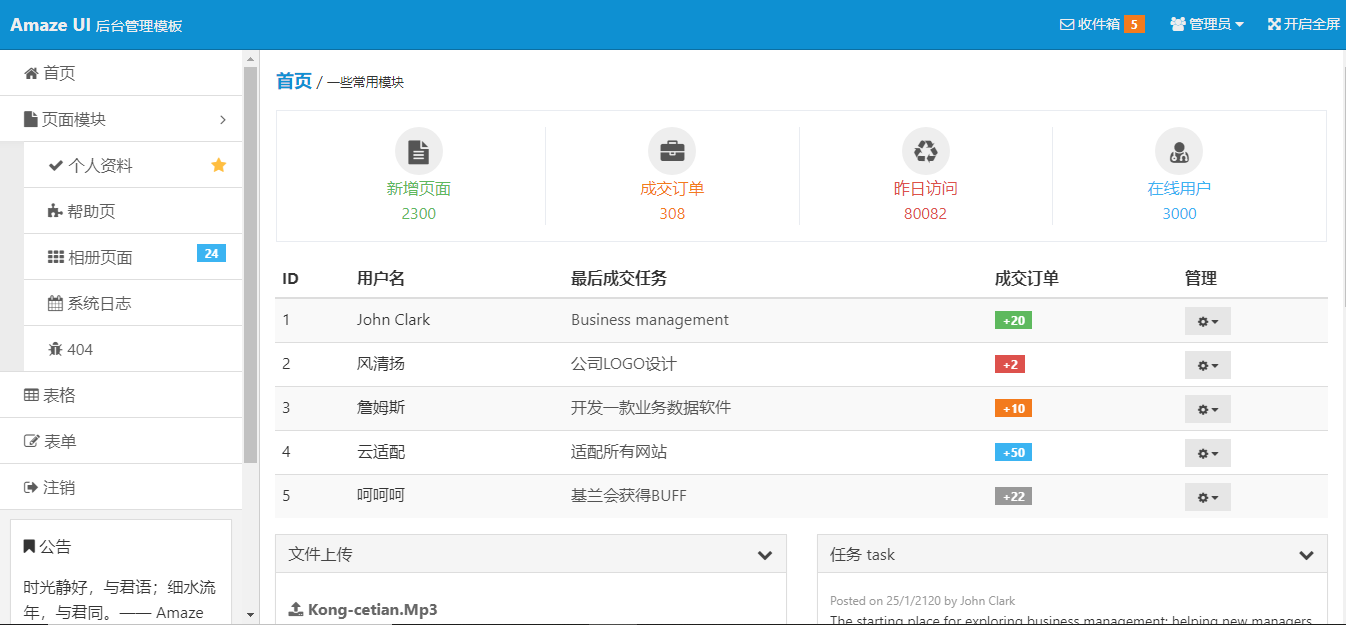 Amaze UI 后台管理模板
收件箱 5 管理员 开启全屏
首页
页面模块
个人资料
帮助页
相册页面 24
系统日志
404
表格
表单
注销
公告
时光静好，与君语；细水流
年，与君同。—— Amaze
首页 / 一些常用模块
新增页面 成交订单 昨日访问 在线用户
2300 308 80082 3000
ID 用户名 最后成交任务 成交订单 管理
1 John Clark Business management +20
2 风清扬 公司LOGO设计 +2
3 詹姆斯 开发一款业务数据软件 +10
4 云适配 适配所有网站 +50
5 呵呵呵 基兰会获得BUFF +22
文件上传
Kong-cetian.Mp3
任务 task
Posted on 25/1/2120 by John Clark
The starting place for exploring business management; helping new managers